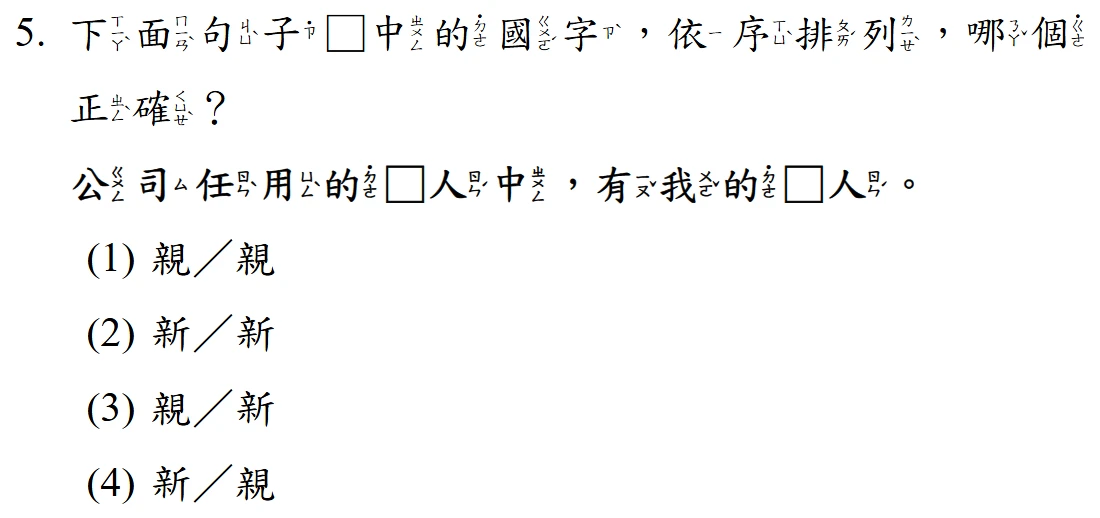 5. 下面句子□中的國字，依序排列，哪個
正確？
公司任用的□人中，有我的□人。
(1) 親／親
(2) 新／新
(3) 親／新
(4) 新／親